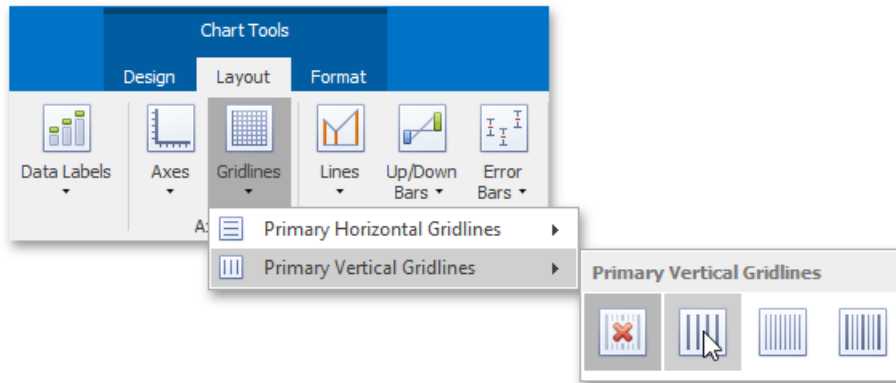 Chart Tools
Design Layout Format
Data Labels Axes Gridlines Lines Up/Down Bars Error Bars
Primary Horizontal Gridlines
Primary Vertical Gridlines
Primary Vertical Gridlines